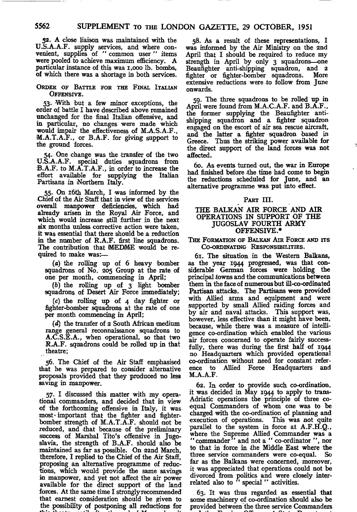 5562 SUPPLEMENT TO THE LONDON GAZETTE, 29 OCTOBER, 1951
52. A close liaison was maintained with the
U.S.A.A.F. supply services, and where con-
venient, supplies of " common user " items
were pooled to achieve maximum efficiency. A
particular instance of this was 1,000 lb. bombs,
of which there was a shortage in both services.
ORDER OF BATTLE FOR THE FINAL ITALIAN
OFFENSIVE.
53. With but a few minor exceptions, the
order of battle I have described above remained
unchanged for the final Italian offensive, and
in particular, no changes were made which
would impair the effectiveness of M.A.S.A.F.,
M.A.T.A.F., or B.A.F. for giving support to
the ground forces.
54. One change was the transfer of the two
U.S.A.A.F. special duties squadrons from
B.A.F. to M.A.T.A.F., in order to increase the
effort available for supplying the Italian
Partisans in Northern Italy.
55. On 16th March, I was informed by the
Chief of the Air Staff that in view of the services
overall manpower deficiencies, which had
already arisen in the Royal Air Force, and
which would increase still further in the next
six months unless corrective action were taken,
it was essential that there should be a reduction
in the number of R.A.F. first line squadrons.
The contribution that MEDME would be re-
quired to make was:—
(a) the rolling up of 6 heavy bomber
squadrons of No. 205 Group at the rate of
one per month, commencing in April;
(b) the rolling up of 3 light bomber
squadrons of Desert Air Force immediately;
(c) the rolling up of 4 day fighter or
fighter-bomber squadrons at the rate of one
per month commencing in April;
(d) the transfer of 2 South African medium
range general reconnaissance squadrons to
A.C.S.E.A., when operational, so that two
R.A.F. squadrons could be rolled up in that
theatre;
56. The Chief of the Air Staff emphasised
that he was prepared to consider alternative
proposals provided that they produced no less
saving in manpower.
57. I discussed this matter with my opera-
tional commanders, and decided that in view
of the forthcoming offensive in Italy, it was
most important that the fighter and fighter-
bomber strength of M.A.T.A.F. should not be
reduced, and that because of the preliminary
success of Marshal Tito's offensive in Jugo-
slavia, the strength of B.A.F. should also be
maintained as far as possible. On 22nd March,
therefore, I replied to the Chief of the Air Staff,
proposing an alternative programme of reduc-
tions, which would provide the same savings
in manpower, and yet not affect the air power
available for the direct support of the land
forces. At the same time I strongly recommended
that earnest consideration should be given to
the possibility of postponing all reductions for
58. As a result of these representations, I
was informed by the Air Ministry on the 2nd
April that I should be required to reduce my
strength in April by only 3 squadrons—one
Beaufighter anti-shipping squadron, and 2
fighter or fighter-bomber squadrons. More
extensive reductions were to follow from June
onwards.
59. The three squadrons to be rolled up in
April were found from M.A.C.A.F. and B.A.F.,
the former supplying the Beaufighter anti-
shipping squadron and a fighter squadron
engaged on the escort of air sea rescue aircraft,
and the latter a fighter squadron based in
Greece. Thus the striking power available for
the direct support of the land forces was not
affected.
60. As events turned out, the war in Europe
had finished before the time had come to begin
the reductions scheduled for June, and an
alternative programme was put into effect.
PART III.
THE BALKAN AIR FORCE AND AIR
OPERATIONS IN SUPPORT OF THE
JUGOSLAV FOURTH ARMY
OFFENSIVE.*
THE FORMATION OF BALKAN AIR FORCE AND ITS
CO-ORDINATING RESPONSIBILITIES.
61. The situation in the Western Balkans,
as the year 1944 progressed, was that con-
siderable German forces were holding the
principal towns and the communications between
them in the face of numerous but ill-co-ordinated
Partisan attacks. The Partisans were provided
with Allied arms and equipment and were
supported by small Allied raiding forces and
by air and naval attacks. This support was,
however, less effective than it might have been,
because, while there was a measure of intelli-
gence co-ordination which enabled the various
air forces concerned to operate fairly success-
fully, there was during the first half of 1944
no Headquarters which provided operational
co-ordination without need for constant refer-
ence to Allied Force Headquarters and
M.A.A.F.
62. In order to provide such co-ordination,
it was decided in May 1944 to apply to trans-
Adriatic operations the principle of three co-
equal Commanders of whom one was to be
charged with the co-ordination of planning and
execution of operations. This was not quite
parallel to the system in force at A.F.H.Q.,
where the Supreme Allied Commander was a
" commander " and not a " co-ordinator ", nor
to that in force in the Middle East where the
three service commanders were co-equal. So
far as the Balkans were concerned, moreover,
it was appreciated that operations could not be
divorced from politics and were closely inter-
related also to " special " activities.
63. It was thus regarded as essential that
some machinery of co-ordination should also be
provided between the three service Commanders